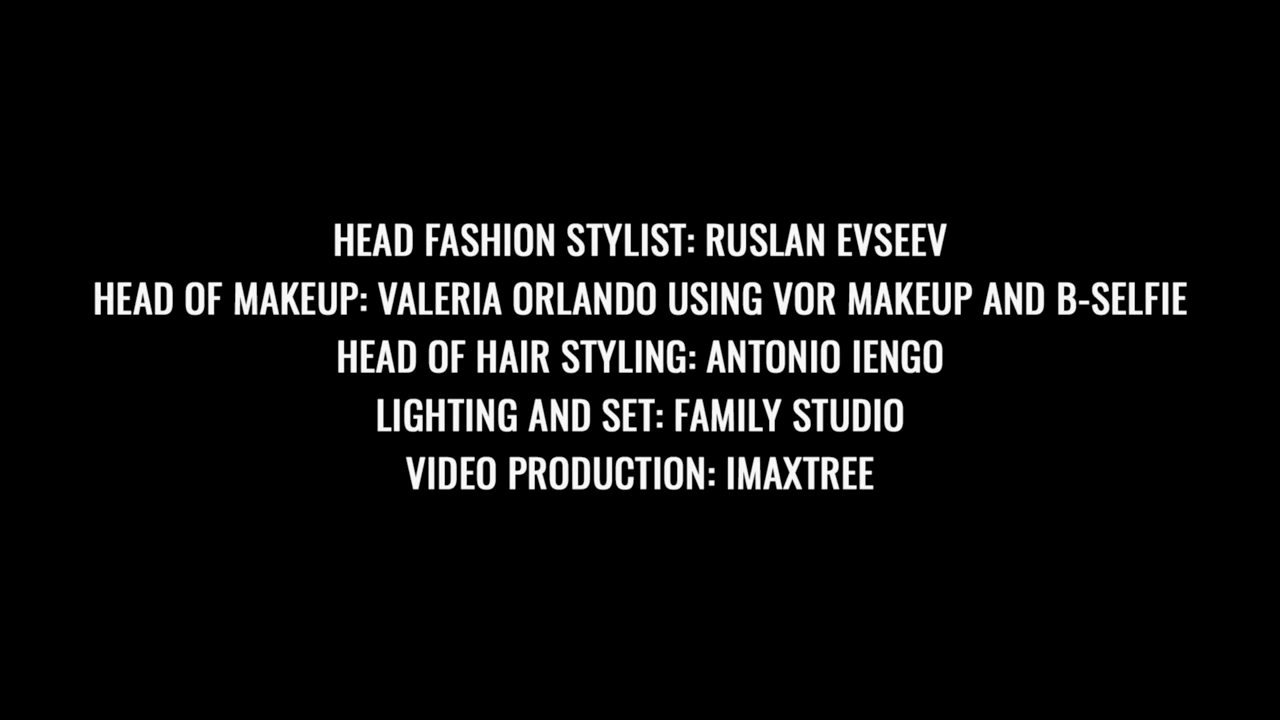 HEAD FASHION STYLIST: RUSLAN EVSEEV
HEAD OF MAKEUP: VALERIA ORLANDO USING VOR MAKEUP AND B-SELFIE
HEAD OF HAIR STYLING: ANTONIO IENGO
LIGHTING AND SET: FAMILY STUDIO
VIDEO PRODUCTION: IMAXTREE